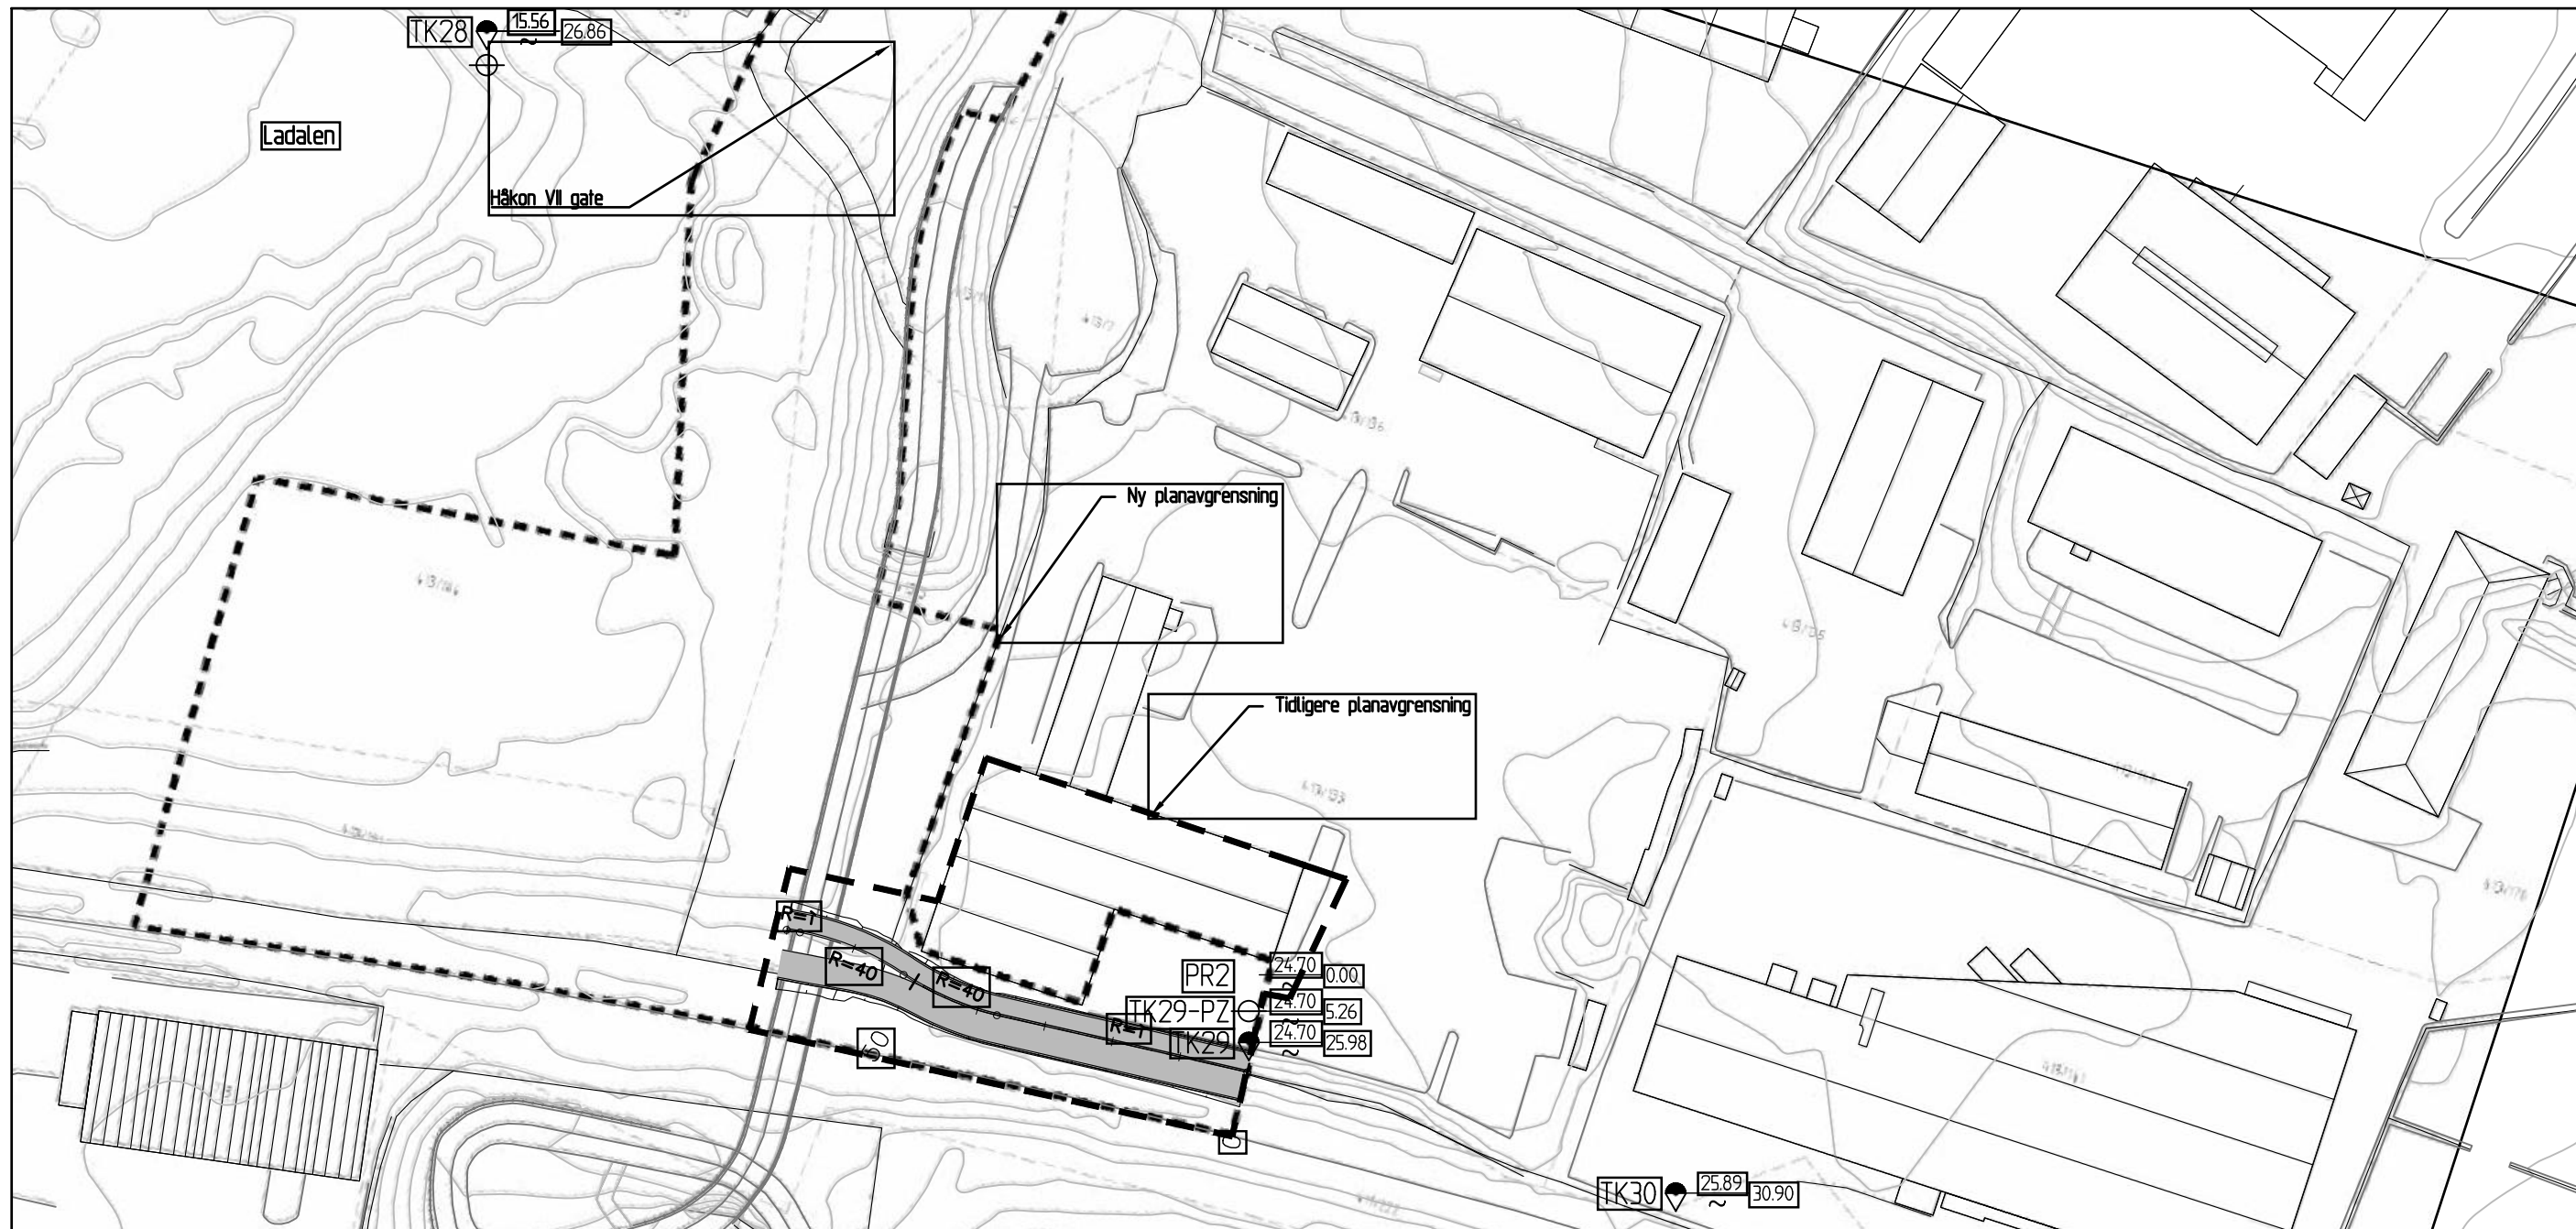 TK28
15.56
~
26.86
Ladalen
Håkon VII gate
Ny planavgrensning
Tidligere planavgrensning
R=1
R=40
R=40
R=1
PR2
24.70
0.00
TK29-PZ
24.70
~
5.26
TK29
24.70
~
25.98
50
0
TK30
25.89
~
30.90